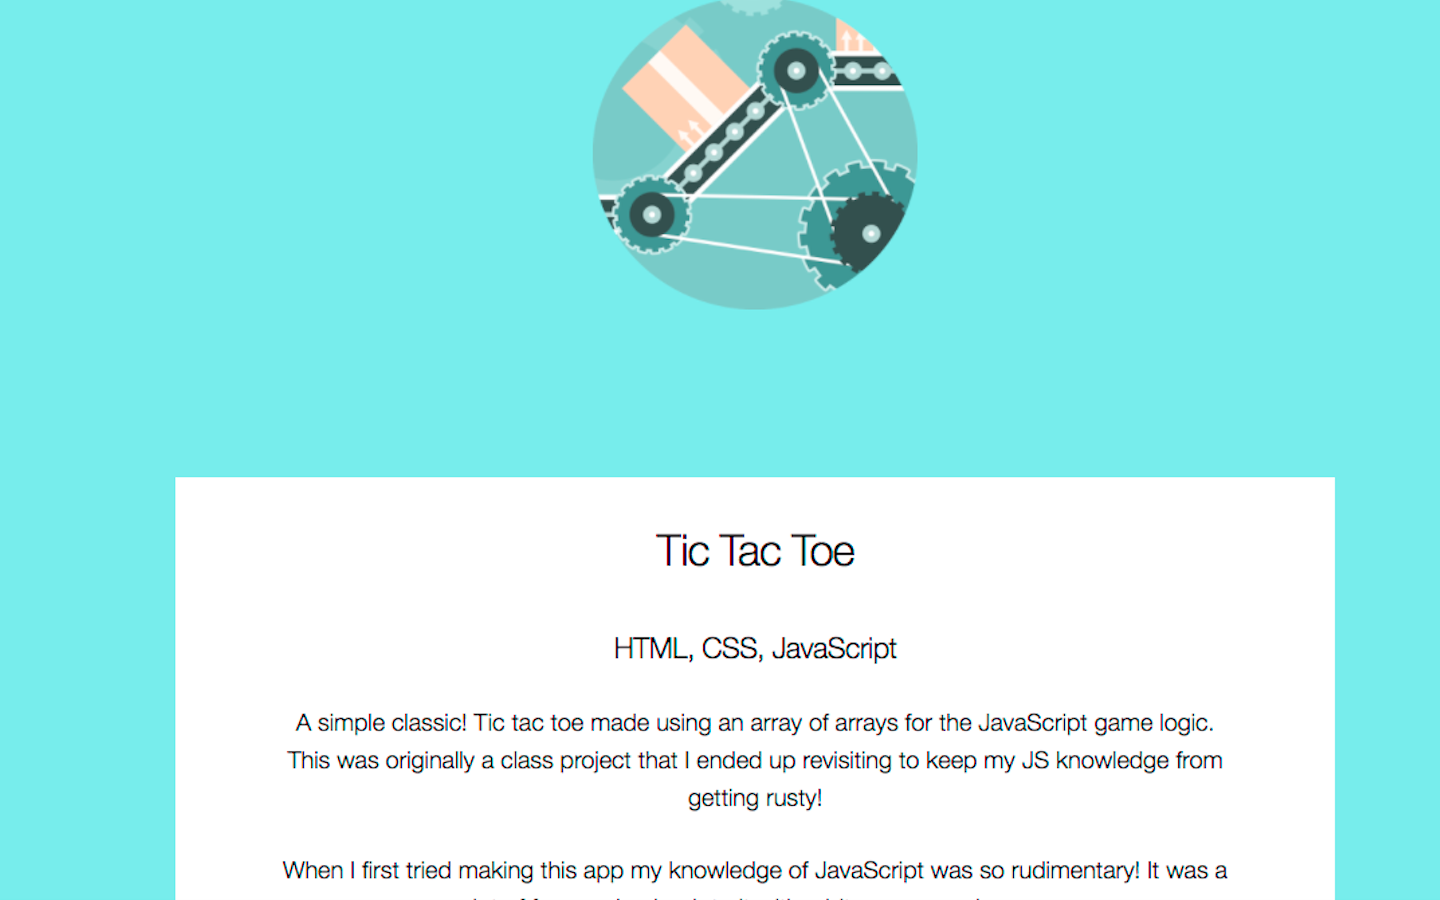 Tic Tac Toe
HTML, CSS, JavaScript
A simple classic! Tic tac toe made using an array of arrays for the JavaScript game logic.
This was originally a class project that I ended up revisiting to keep my JS knowledge from
getting rusty!
When I first tried making this app my knowledge of JavaScript was so rudimentary! It was a